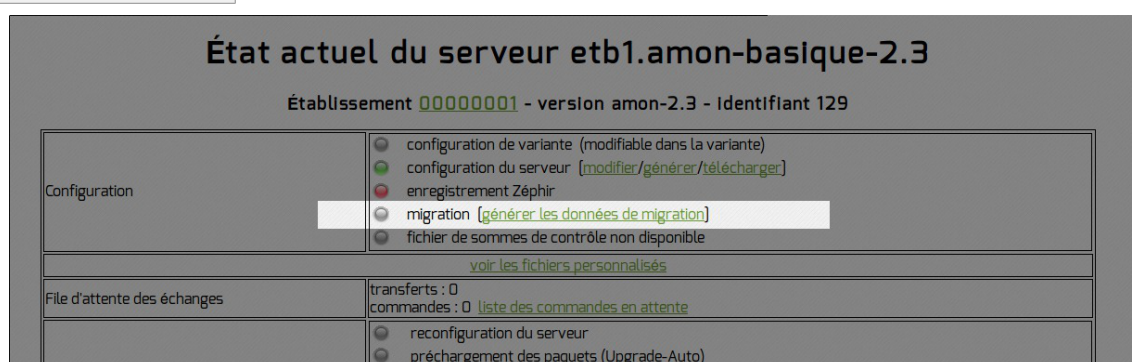 État actuel du serveur etb1.amon-basique-2.3
Établissement 00000001 - version amon-2.3 - identifiant 129
configuration de variante (modifiable dans la variante)
configuration du serveur [modifier/générer/télécharger]
Configuration
enregistrement Zéphir
migration [générer les données de migration]
fichier de sommes de contrôle non disponible
voir les fichiers personnalisés
File d'attente des échanges
transferts : 0
commandes : 0 liste des commandes en attente
reconfiguration du serveur
préchargement des paquets (Upgrade-Auto)